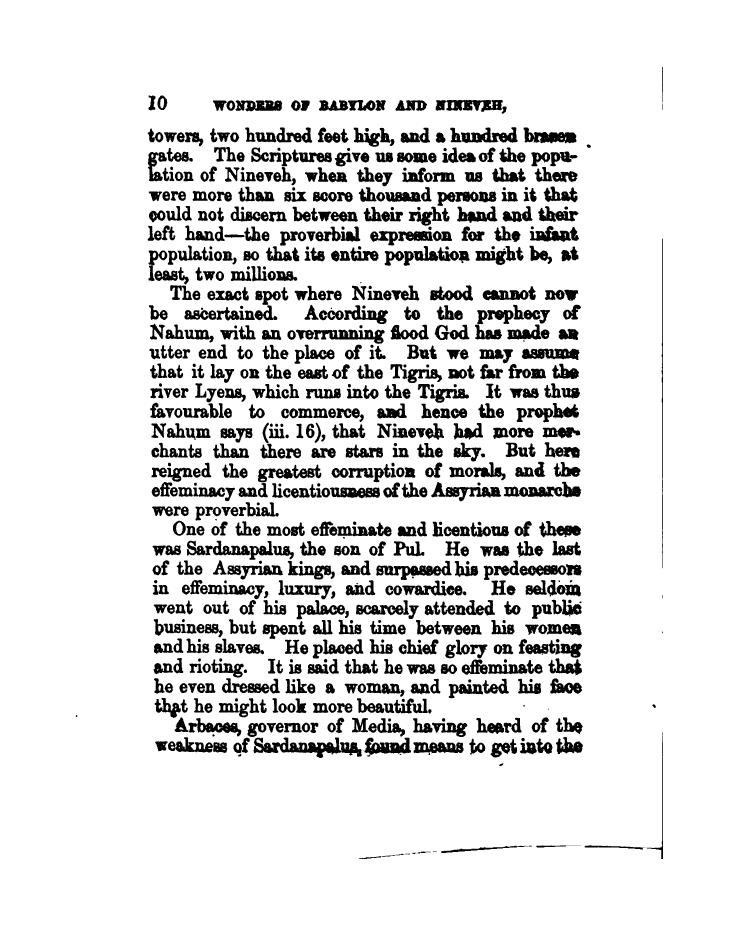 10 WONDERS OF BABYLON AND NINEVEH,
towers, two hundred feet high, and a hundred brasen
gates. The Scriptures give us some idea of the popu-
lation of Nineveh, when they inform us that there
were more than six score thousand persons in it that
could not discern between their right hand and their
left hand—the proverbial expression for the infant
population, so that its entire population might be, at
least, two millions.
The exact spot where Nineveh stood cannot now
be ascertained. According to the prophecy of
Nahum, with an overrunning flood God has made an
utter end to the place of it. But we may assume
that it lay on the east of the Tigris, not far from the
river Lyens, which runs into the Tigris. It was thus
favourable to commerce, and hence the prophet
Nahum says (iii. 16), that Nineveh had more mer-
chants than there are stars in the sky. But here
reigned the greatest corruption of morals, and the
effeminacy and licentiousness of the Assyrian monarchs
were proverbial.
One of the most effeminate and licentious of these
was Sardanapalus, the son of Pul. He was the last
of the Assyrian kings, and surpassed his predecessors
in effeminacy, luxury, and cowardice. He seldom
went out of his palace, scarcely attended to public
business, but spent all his time between his women
and his slaves. He placed his chief glory on feasting
and rioting. It is said that he was so effeminate that
he even dressed like a woman, and painted his face
that he might look more beautiful.
Arbaces, governor of Media, having heard of the
weakness of Sardanapalus, found means to get into the